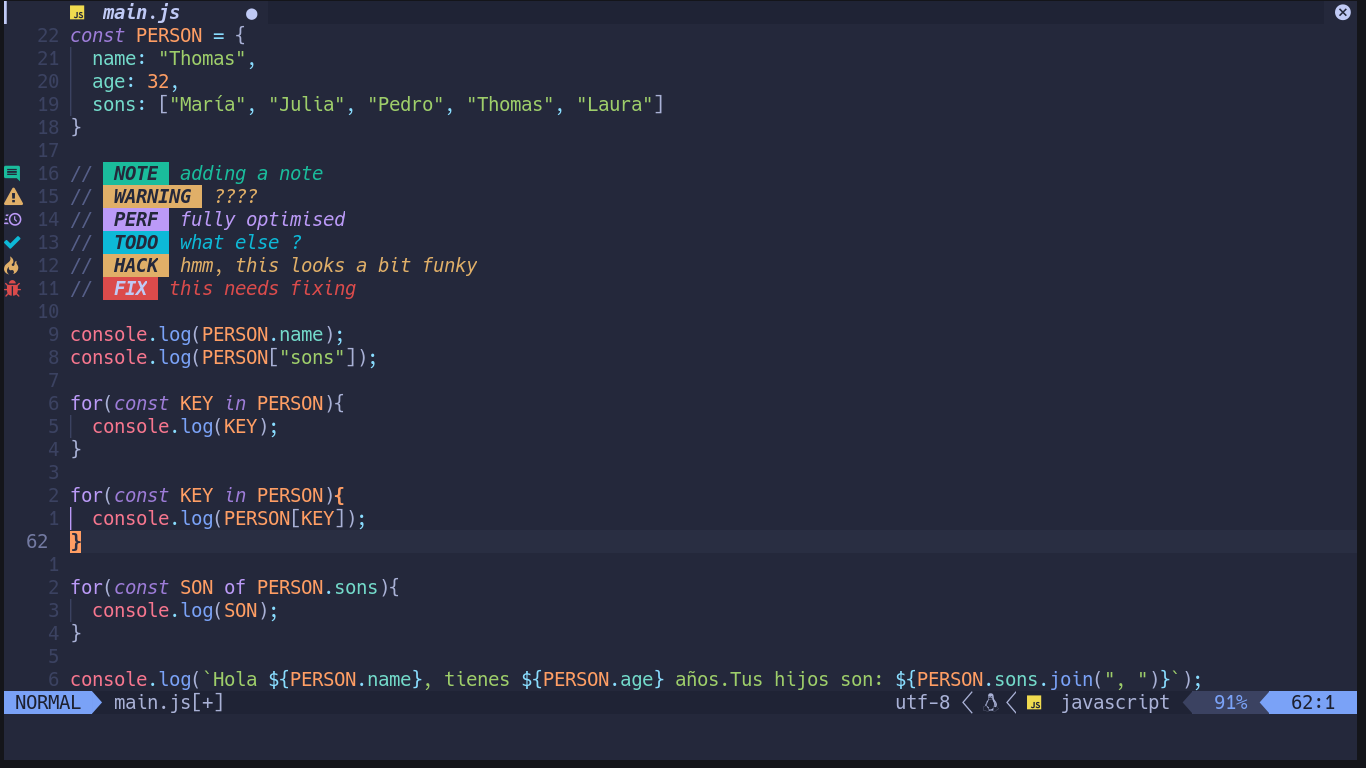 JS main.js ●
22 const PERSON = {
21 name: "Thomas",
20 age: 32,
19 sons: ["María", "Julia", "Pedro", "Thomas", "Laura"]
18 }
17
16 // NOTE adding a note
15 // WARNING ????
14 // PERF fully optimised
13 // TODO what else ?
12 // HACK hmm, this looks a bit funky
11 // FIX this needs fixing
10
9 console.log(PERSON.name);
8 console.log(PERSON["sons"]);
7
6 for(const KEY in PERSON){
5 console.log(KEY);
4 }
3
2 for(const KEY in PERSON){
1 console.log(PERSON[KEY]);
62 }
1
2 for(const SON of PERSON.sons){
3 console.log(SON);
4 }
5
6 console.log(`Hola ${PERSON.name}, tienes ${PERSON.age} años.Tus hijos son: ${PERSON.sons.join(", ")}`);
NORMAL main.js[+] utf-8 JS javascript 91% 62:1